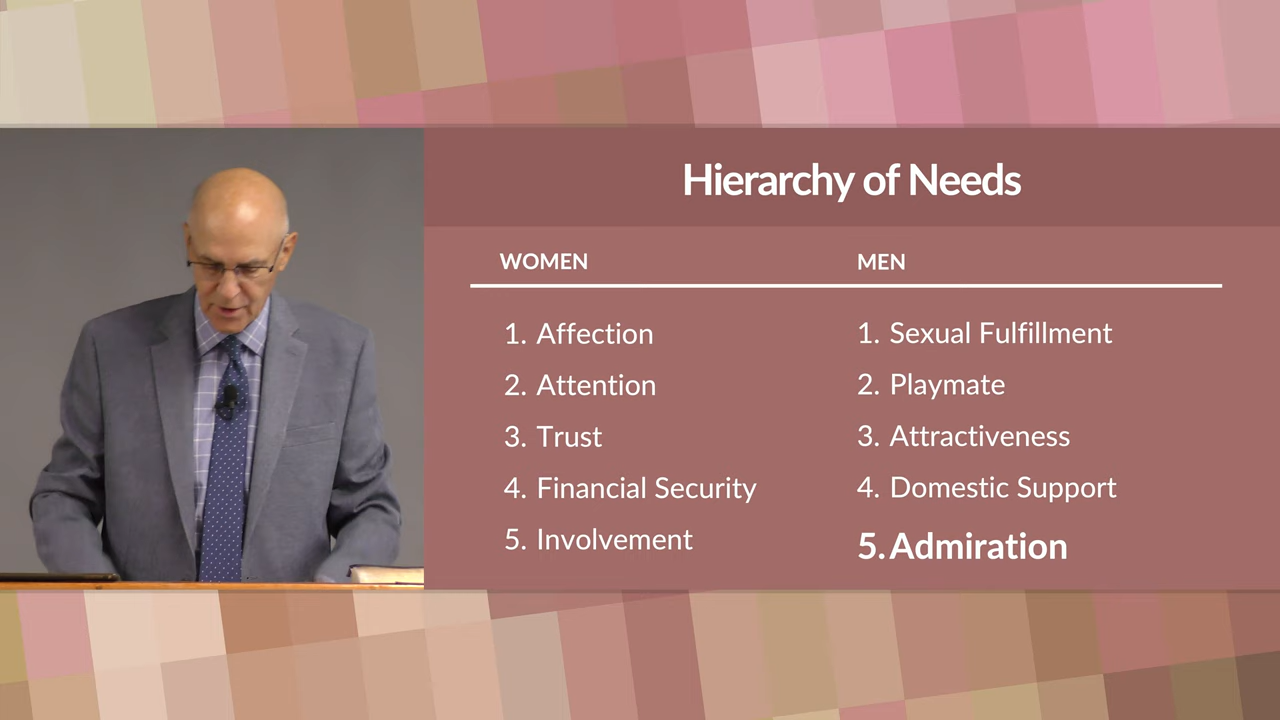 Hierarchy of Needs
WOMEN
1. Affection
2. Attention
3. Trust
4. Financial Security
5. Involvement
MEN
1. Sexual Fulfillment
2. Playmate
3. Attractiveness
4. Domestic Support
5. Admiration